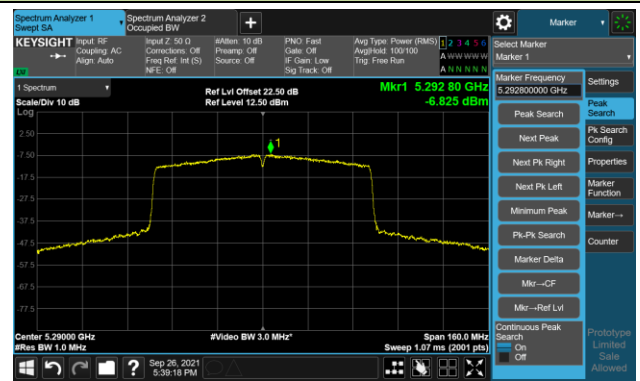 Spectrum Analyzer 1
Swept SA
Spectrum Analyzer 2
Occupied BW
Marker
KEYSIGHT
Input: RF
Coupling: AC
Align: Auto
Input Z: 50 Ω
Corrections: Off
Freq Ref: Int (S)
NFE: Off
#Atten: 10 dB
Preamp: Off
Source: Off
PNO: Fast
Gate: Off
IF Gain: Low
Sig Track: Off
Avg Type: Power (RMS)
Avg|Hold: 100/100
Trig: Free Run
1 2 3 4 5 6
A W W W W W
A N N N N N
Select Marker
Marker 1
1 Spectrum
Scale/Div 10 dB
Log
Ref Lvl Offset 22.50 dB
Ref Level 12.50 dBm
Mkr1 5.292 80 GHz
-6.825 dBm
1
2.50
-7.50
-17.5
-27.5
-37.5
-47.5
-57.5
-67.5
-77.5
Center 5.29000 GHz
#Res BW 1.0 MHz
#Video BW 3.0 MHz*
Span 160.0 MHz
Sweep 1.07 ms (2001 pts)
Marker Frequency
5.292800000 GHz
Peak Search
Next Peak
Next Pk Right
Next Pk Left
Minimum Peak
Pk-Pk Search
Marker Delta
Mkr→CF
Mkr→Ref Lvl
Continuous Peak
Search
On
Off
Settings
Peak
Search
Pk Search
Config
Properties
Marker
Function
Marker→
Counter
Prototype
Limited
Sale
Allowed
?
Sep 26, 2021
5:39:18 PM